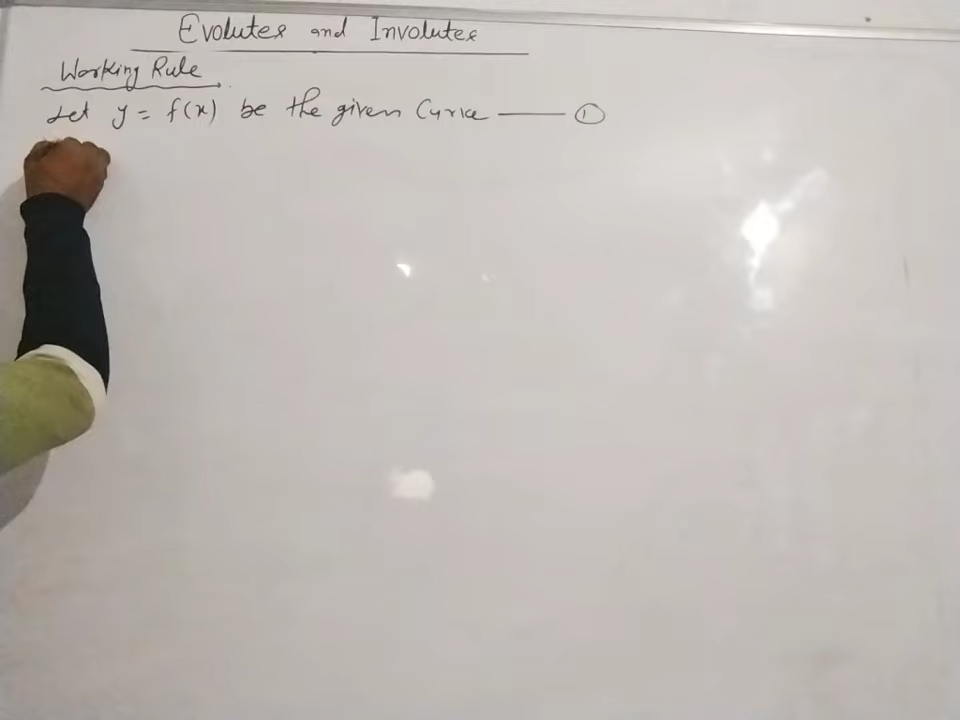 Evolutes and Involutes
Working Rule
Let y = f(x) be the given Curve —— ①